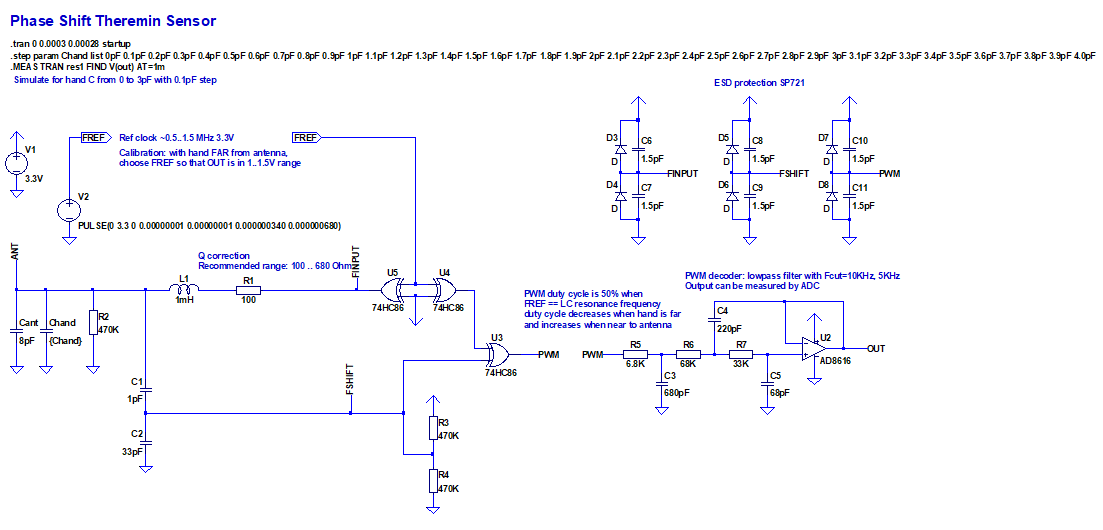 Phase Shift Theremin Sensor
.tran 0 0.0003 0.00028 startup
.step param Chand list 0pF 0.1pF 0.2pF 0.3pF 0.4pF 0.5pF 0.6pF 0.7pF 0.8pF 0.9pF 1pF 1.1pF 1.2pF 1.3pF 1.4pF 1.5pF 1.6pF 1.7pF 1.8pF 1.9pF 2pF 2.1pF 2.2pF 2.3pF 2.4pF 2.5pF 2.6pF 2.7pF 2.8pF 2.9pF 3pF 3.1pF 3.2pF 3.3pF 3.4pF 3.5pF 3.6pF 3.7pF 3.8pF 3.9pF 4.0pF
.MEAS TRAN res1 FIND V(out) AT=1m
Simulate for hand C from 0 to 3pF with 0.1pF step
ESD protection SP721
V1
3.3V
FREF
Ref clock ~0.5..1.5 MHz 3.3V
FREF
Calibration: with hand FAR from antenna,
choose FREF so that OUT is in 1..1.5V range
V2
PULSE(0 3.3 0 0.00000001 0.00000001 0.000000340 0.000000680)
D3
D
C6
1.5pF
FINPUT
D4
D
C7
1.5pF
D5
D
C8
1.5pF
FSHIFT
D6
D
C9
1.5pF
D7
D
C10
1.5pF
PWM
D8
D
C11
1.5pF
ANT
Q correction
Recommended range: 100 .. 680 Ohm
FINPUT
L1
1mH
R1
100
U5
74HC86
U4
74HC86
Cant
8pF
Chand
{Chand}
R2
470K
C1
1pF
C2
33pF
FSHIFT
R3
470K
R4
470K
U3
74HC86
PWM
PWM duty cycle is 50% when
FREF == LC resonance frequency
duty cycle decreases when hand is far
and increases when near to antenna
PWM decoder: lowpass filter with Fcut=10KHz, 5KHz
Output can be measured by ADC
PWM
R5
6.8K
C3
680pF
R6
68K
C4
220pF
R7
33K
C5
68pF
U2
AD8616
OUT